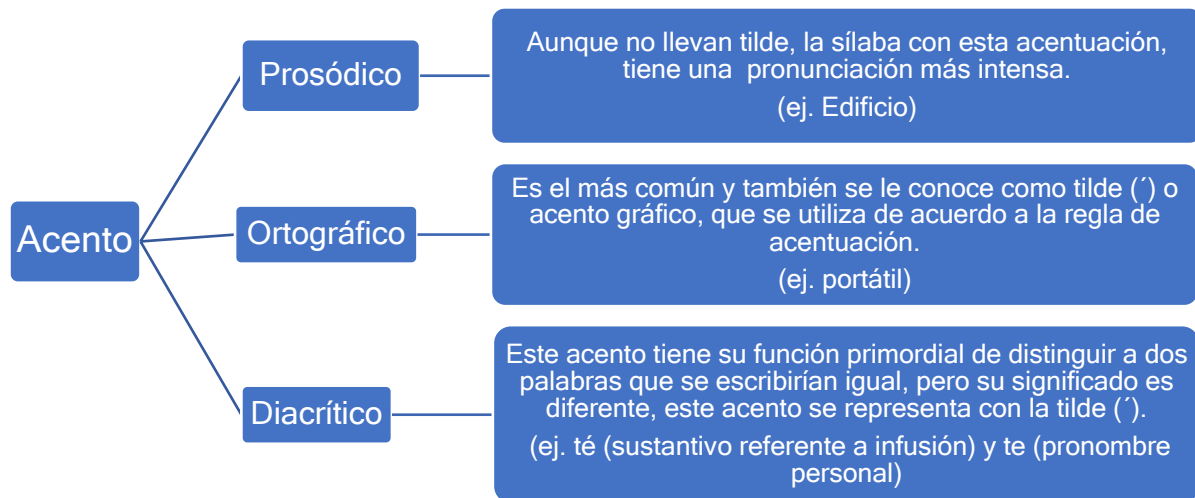 Acento
Prosódico
Aunque no llevan tilde, la sílaba con esta acentuación,
tiene una pronunciación más intensa.
(ej. Edificio)
Ortográfico
Es el más común y también se le conoce como tilde (´) o
acento gráfico, que se utiliza de acuerdo a la regla de
acentuación.
(ej. portátil)
Diacrítico
Este acento tiene su función primordial de distinguir a dos
palabras que se escribirían igual, pero su significado es
diferente, este acento se representa con la tilde (´).
(ej. té (sustantivo referente a infusión) y te (pronombre
personal)